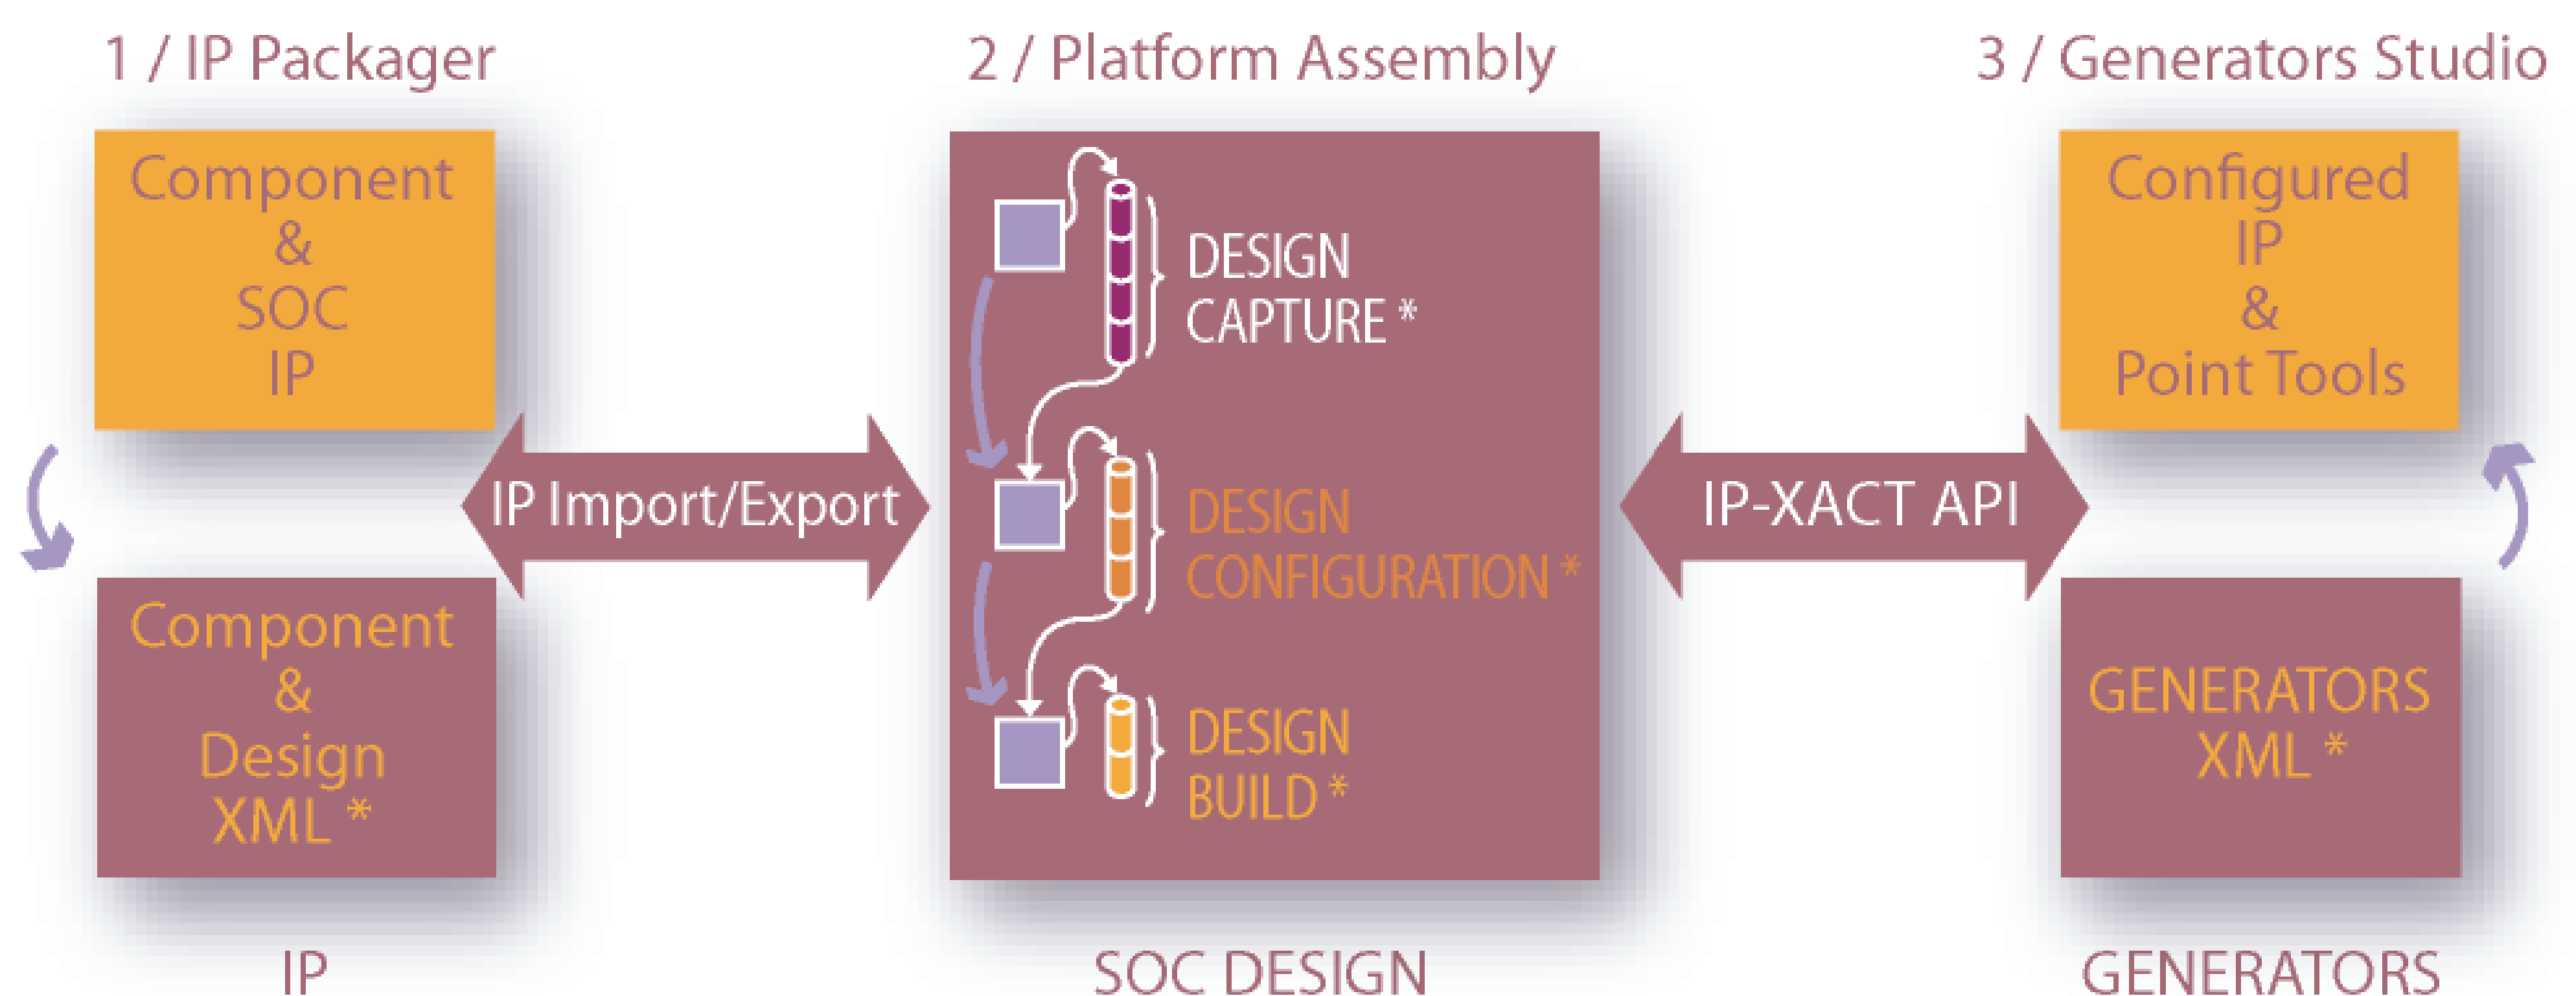 1 / IP Packager
Component
&
SOC
IP
Component
&
Design
XML *
IP
IP Import/Export
2 / Platform Assembly
DESIGN
CAPTURE *
DESIGN
CONFIGURATION *
DESIGN
BUILD *
SOC DESIGN
IP-XACT API
3 / Generators Studio
Configured
IP
&
Point Tools
GENERATORS
XML *
GENERATORS